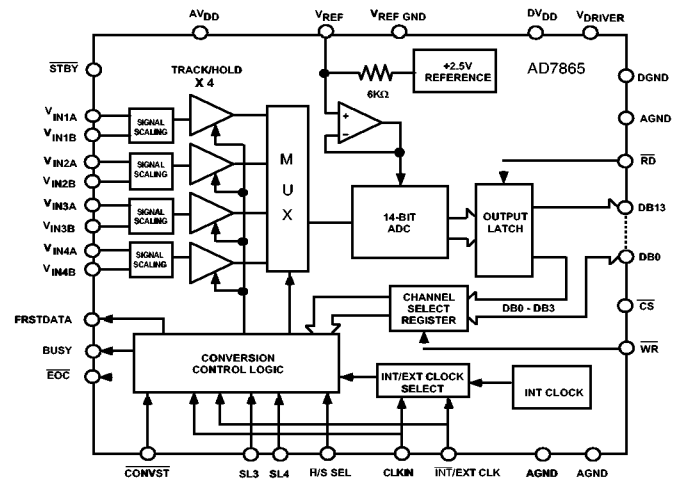 AVDD
VREF
VREF GND
DVDD
VDRIVER
STBY
TRACK/HOLD
X 4
+2.5V
REFERENCE
AD7865
6KΩ
DGND
VIN1A
VIN1B
SIGNAL
SCALING
AGND
+
−
VIN2A
VIN2B
SIGNAL
SCALING
M
U
X
RD
VIN3A
VIN3B
SIGNAL
SCALING
14-BIT
ADC
OUTPUT
LATCH
DB13
VIN4A
VIN4B
SIGNAL
SCALING
DB0
CHANNEL
SELECT
REGISTER
DB0 - DB3
CS
FRSTDATA
BUSY
EOC
CONVERSION
CONTROL LOGIC
WR
INT/EXT CLOCK
SELECT
INT CLOCK
CONVST
SL3
SL4
H/S SEL
CLKIN
INT/EXT CLK
AGND
AGND